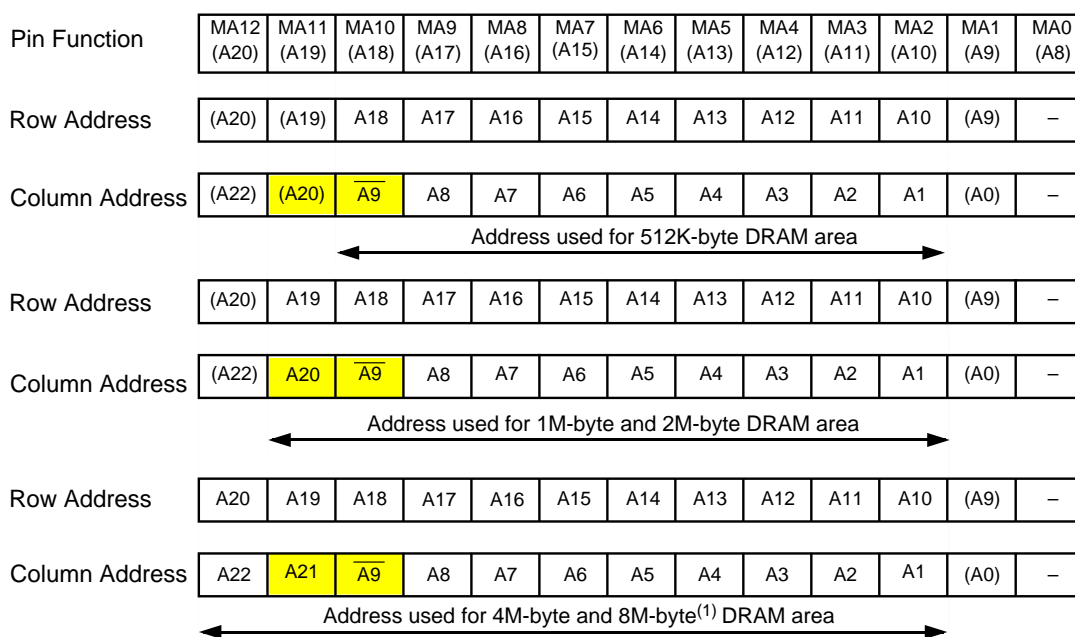 Pin Function MA12 (A20) MA11 (A19) MA10 (A18) MA9 (A17) MA8 (A16) MA7 (A15) MA6 (A14) MA5 (A13) MA4 (A12) MA3 (A11) MA2 (A10) MA1 (A9) MA0 (A8)
Row Address (A20) (A19) A18 A17 A16 A15 A14 A13 A12 A11 A10 (A9) –
Column Address (A22) (A20) A̅9̅ A8 A7 A6 A5 A4 A3 A2 A1 (A0) –
Address used for 512K-byte DRAM area
Row Address (A20) A19 A18 A17 A16 A15 A14 A13 A12 A11 A10 (A9) –
Column Address (A22) A20 A̅9̅ A8 A7 A6 A5 A4 A3 A2 A1 (A0) –
Address used for 1M-byte and 2M-byte DRAM area
Row Address A20 A19 A18 A17 A16 A15 A14 A13 A12 A11 A10 (A9) –
Column Address A22 A21 A̅9̅ A8 A7 A6 A5 A4 A3 A2 A1 (A0) –
Address used for 4M-byte and 8M-byte(1) DRAM area